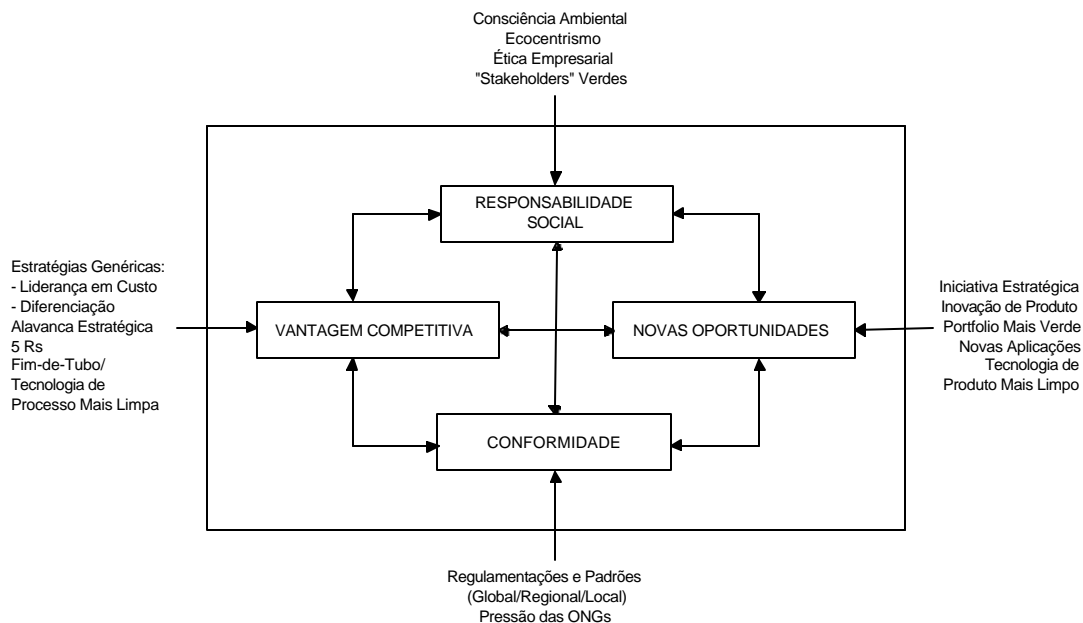 Consciência Ambiental
Ecocentrismo
Ética Empresarial
"Stakeholders" Verdes
RESPONSABILIDADE
SOCIAL
Estratégias Genéricas:
- Liderança em Custo
- Diferenciação
Alavanca Estratégica
5 Rs
Fim-de-Tubo/
Tecnologia de
Processo Mais Limpa
VANTAGEM COMPETITIVA
NOVAS OPORTUNIDADES
Iniciativa Estratégica
Inovação de Produto
Portfolio Mais Verde
Novas Aplicações
Tecnologia de
Produto Mais Limpo
CONFORMIDADE
Regulamentações e Padrões
(Global/Regional/Local)
Pressão das ONGs